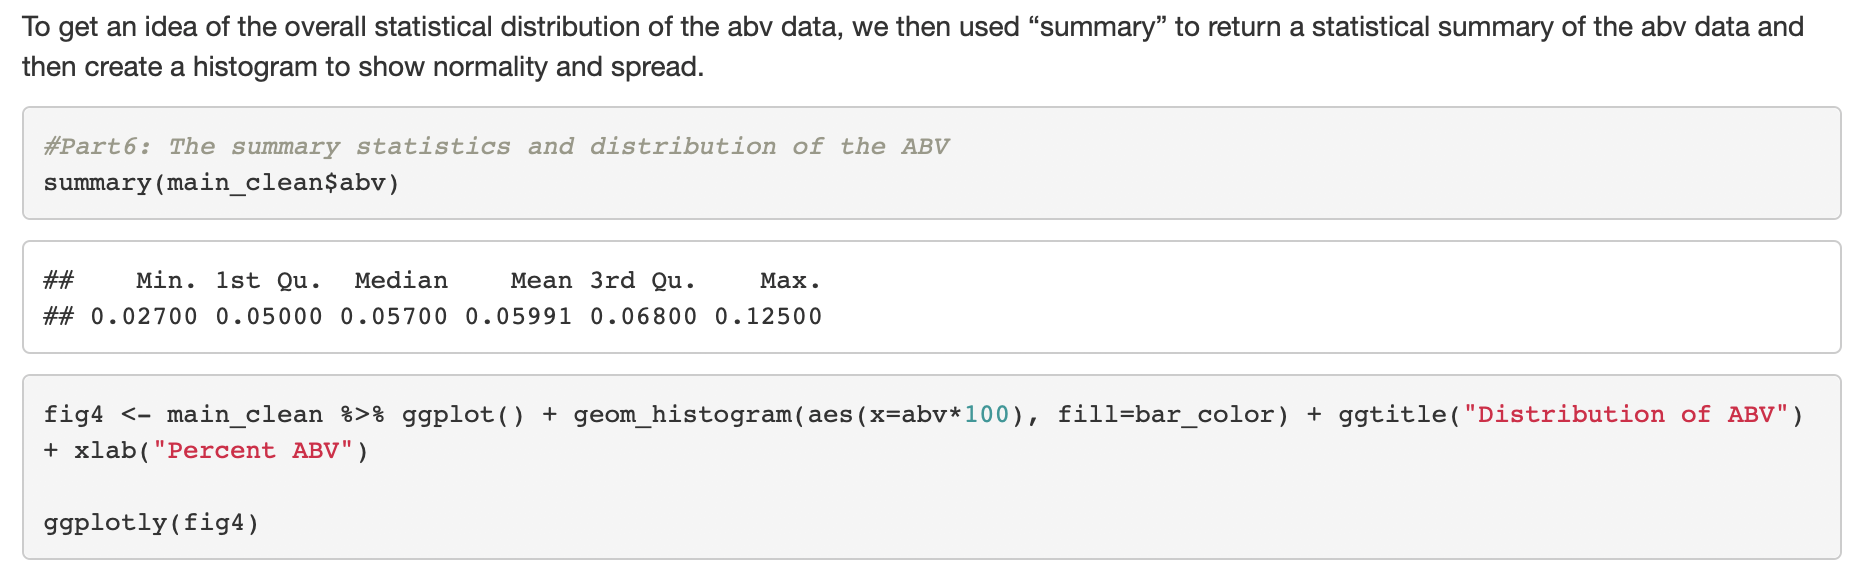 To get an idea of the overall statistical distribution of the abv data, we then used “summary” to return a statistical summary of the abv data and
then create a histogram to show normality and spread.
#Part6: The summary statistics and distribution of the ABV
summary(main_clean$abv)
##    Min. 1st Qu.  Median    Mean 3rd Qu.    Max.
## 0.02700 0.05000 0.05700 0.05991 0.06800 0.12500
fig4 <- main_clean %>% ggplot() + geom_histogram(aes(x=abv*100), fill=bar_color) + ggtitle("Distribution of ABV")
+ xlab("Percent ABV")
ggplotly(fig4)